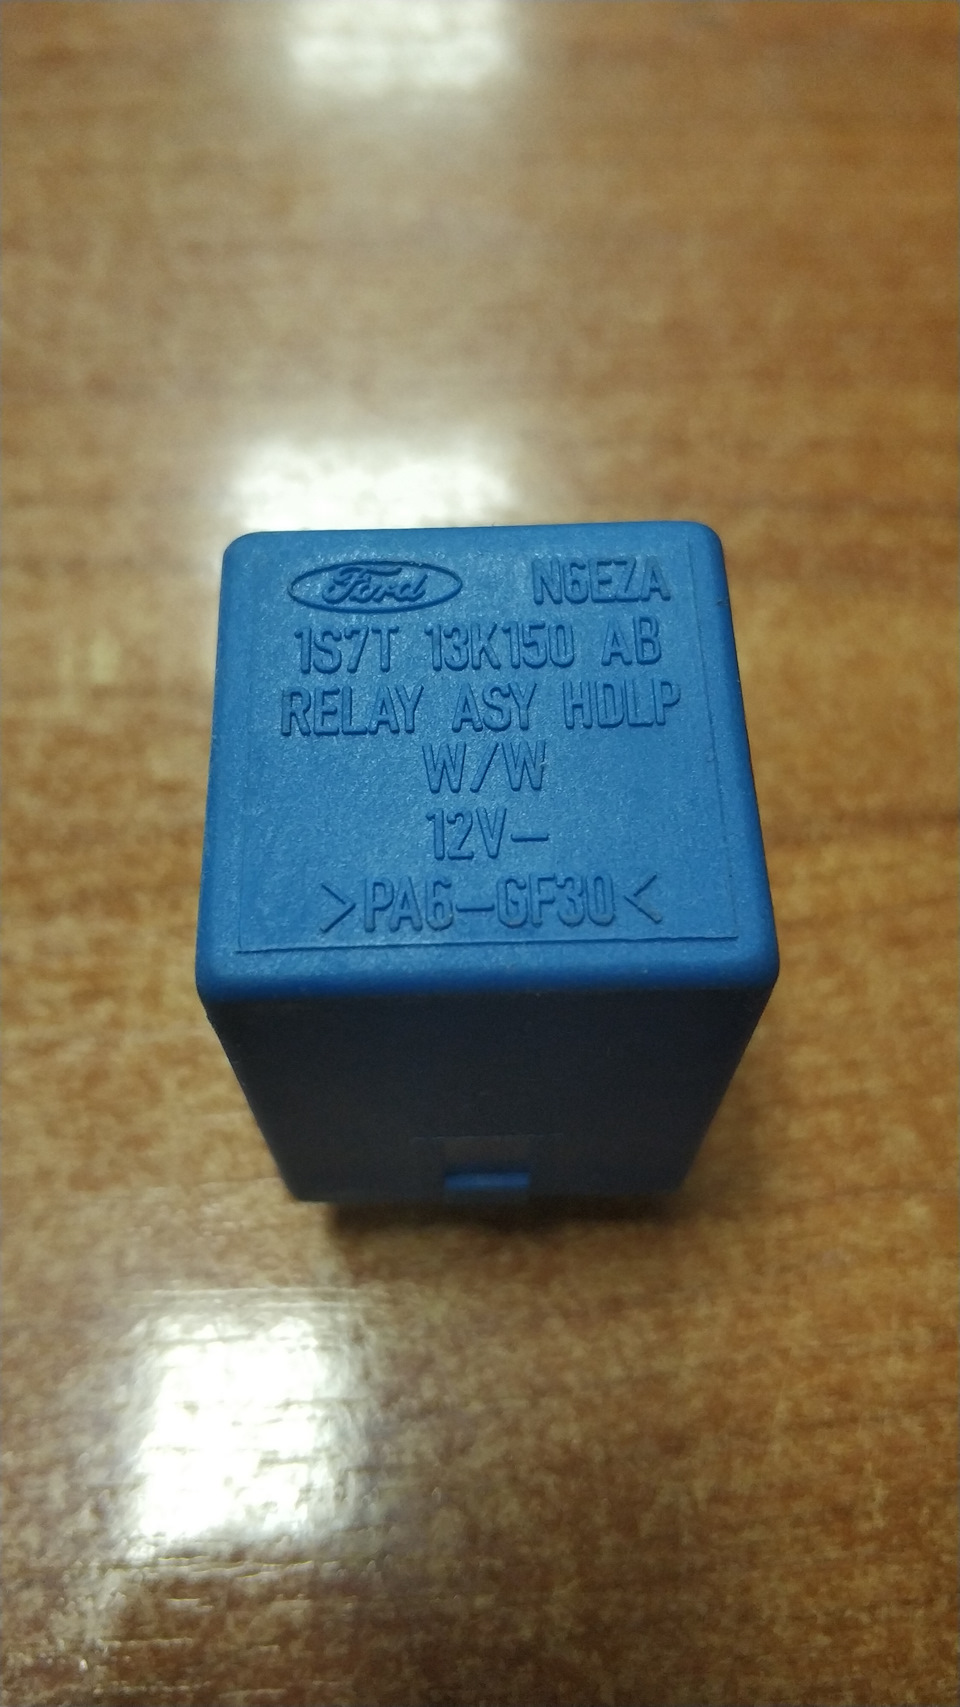 Ford N6EZA
1S7T 13K150 AB
RELAY ASY HDLP
W/W
12V-
>PA6-GF30<